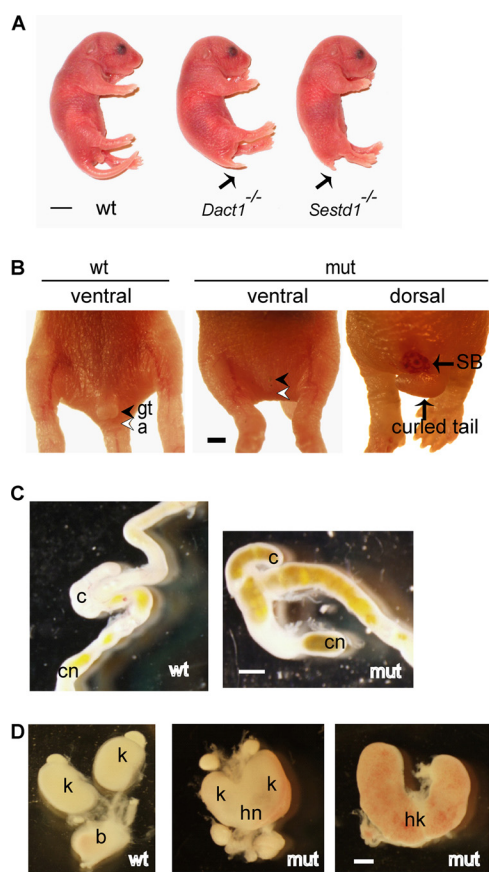 A
wt Dact1-/- Sestd1-/-
B
wt mut
ventral ventral dorsal
gt
a
SB
curled tail
C
c
cn
wt
c
cn
mut
D
k k
b
wt
k k
hn
mut
hk
mut